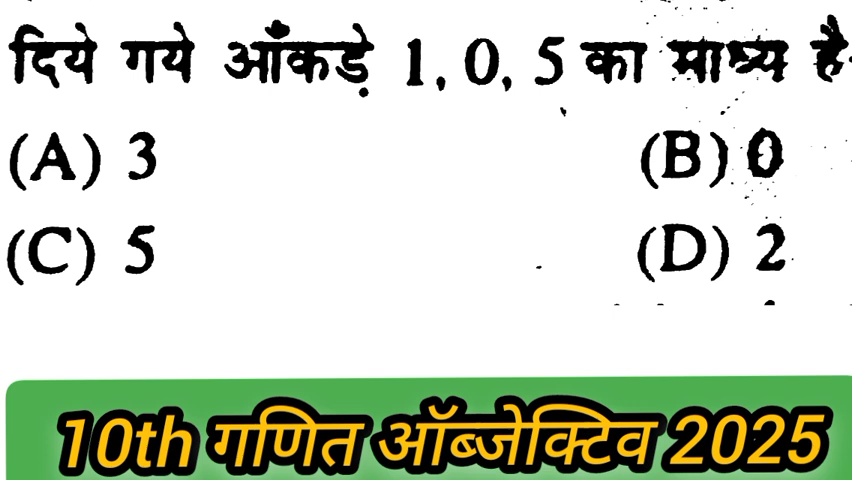 दिये गये आँकड़े 1, 0, 5 का माध्य है
(A) 3 (B) 0
(C) 5 (D) 2
10th गणित ऑब्जेक्टिव 2025